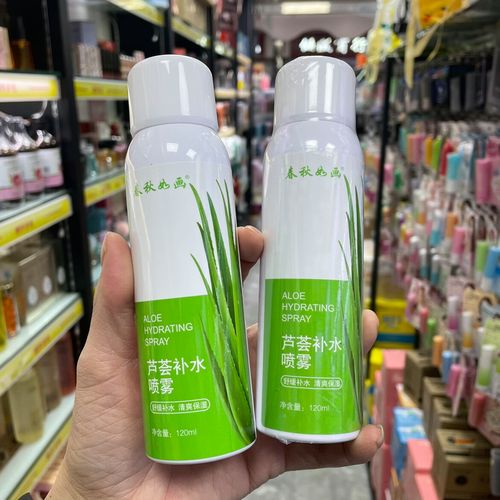 春秋如画®
ALOE
HYDRATING
SPRAY
芦荟补水
喷雾
舒缓补水 清爽保湿
净含量：120ml
春秋如画®
ALOE
HYDRATING
SPRAY
芦荟补水
喷雾
舒缓补水 清爽保湿
净含量：120ml